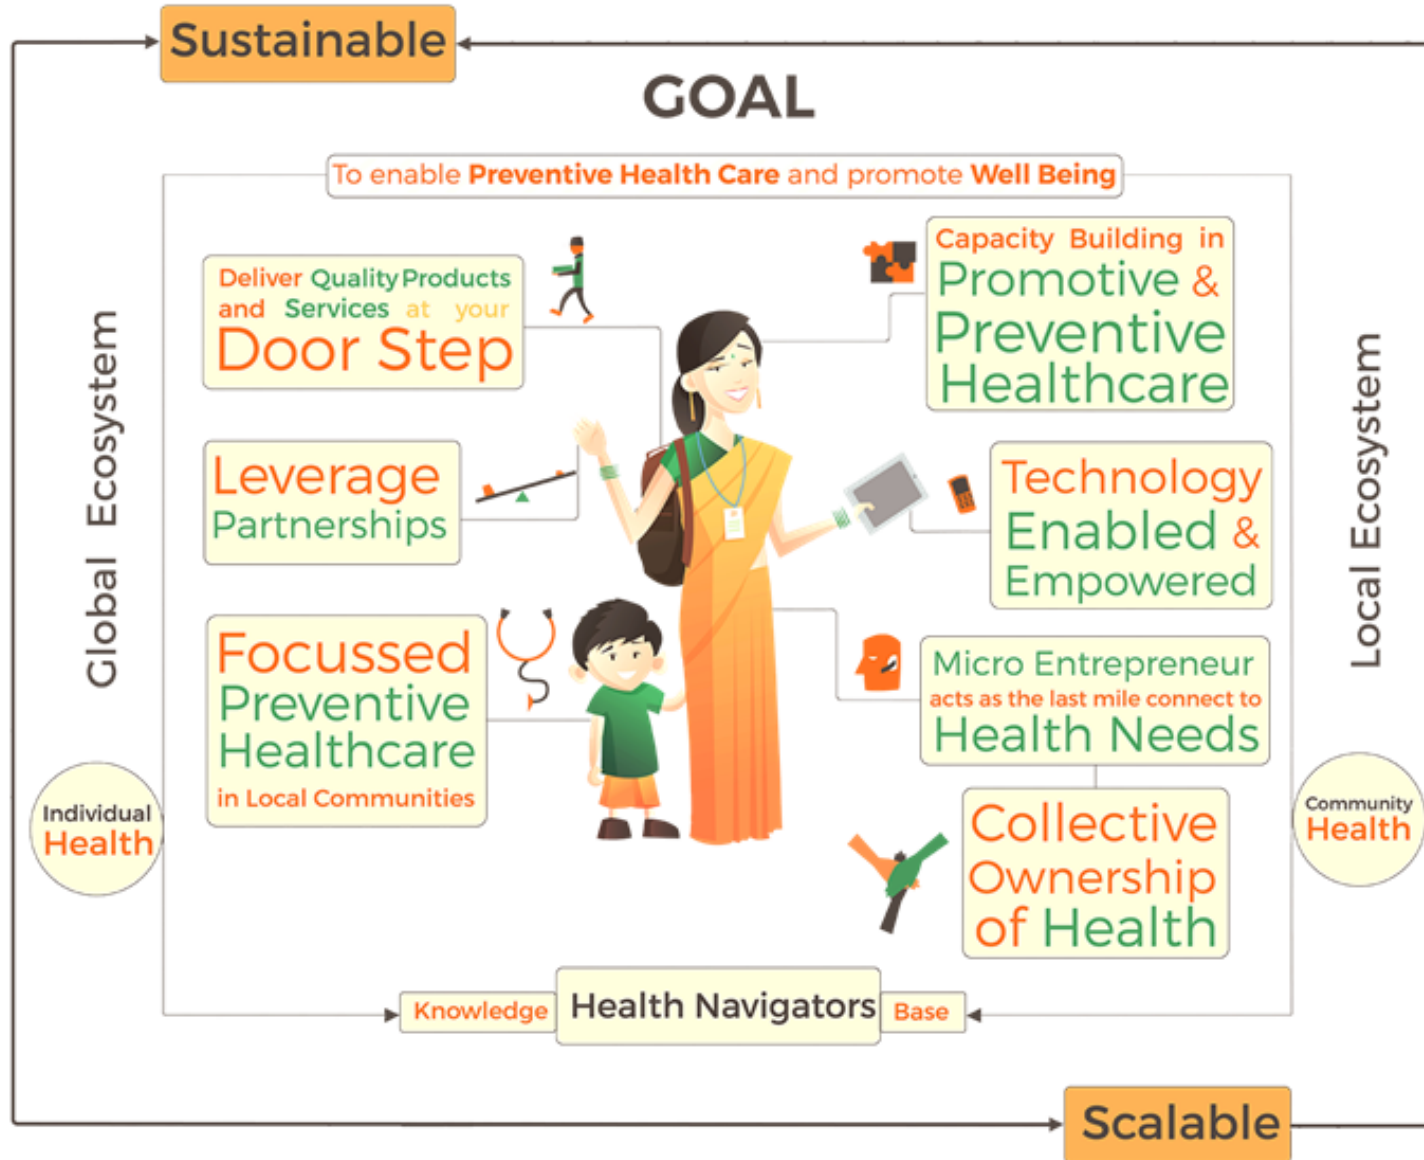 Sustainable
GOAL
To enable Preventive Health Care and promote Well Being
Deliver Quality Products
and Services at your
Door Step
Capacity Building in
Promotive &
Preventive
Healthcare
Global Ecosystem
Leverage
Partnerships
Technology
Enabled &
Empowered
Local Ecosystem
Focussed
Preventive
Healthcare
in Local Communities
Micro Entrepreneur
acts as the last mile connect to
Health Needs
Individual
Health
Community
Health
Collective
Ownership
of Health
Knowledge Health Navigators Base
Scalable